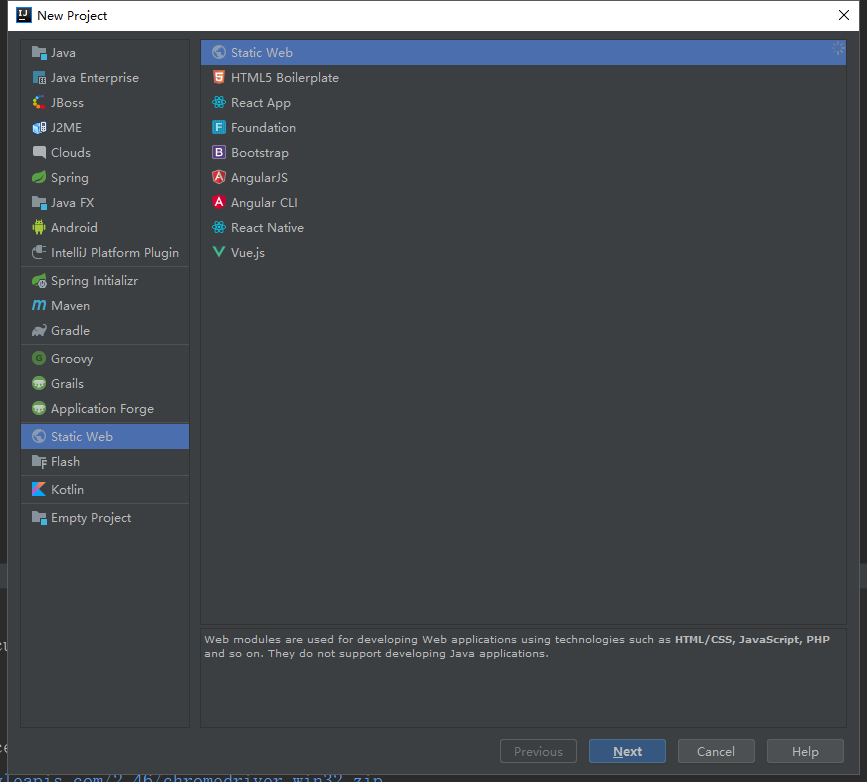 New Project
Java
Java Enterprise
JBoss
J2ME
Clouds
Spring
Java FX
Android
IntelliJ Platform Plugin
Spring Initializr
Maven
Gradle
Groovy
Grails
Application Forge
Static Web
Flash
Kotlin
Empty Project
Static Web
HTML5 Boilerplate
React App
Foundation
Bootstrap
AngularJS
Angular CLI
React Native
Vue.js
Web modules are used for developing Web applications using technologies such as HTML/CSS, JavaScript, PHP
and so on. They do not support developing Java applications.
Previous
Next
Cancel
Help
leapis.com/2.46/chromedriver_win32.zip